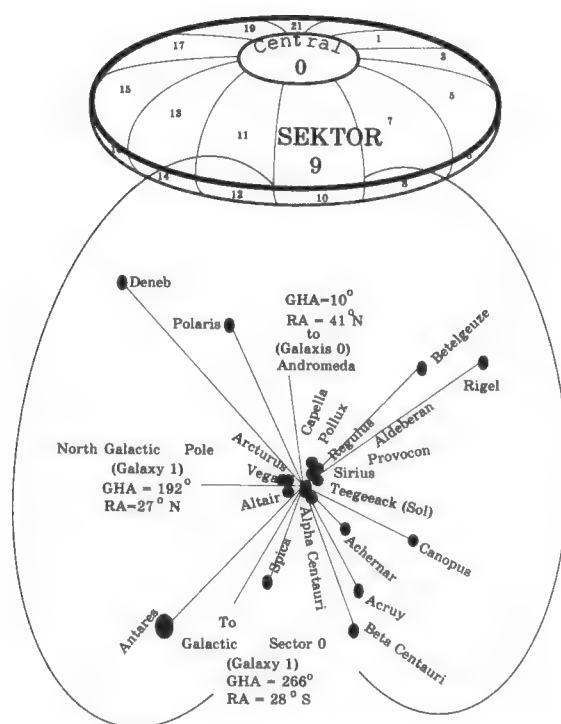 19
21
1
17
Central
3
0
15
5
13
11
7
SEKTOR
9
14
8
12
10
Deneb
GHA=10°
RA = 41°N
to
(Galaxis 0)
Andromeda
Polaris
Betelgeuze
Rigel
Capella
Pollux
Regulus
Aldeberan
Provocon
Sirius
Teegeeack (Sol)
North Galactic Pole
(Galaxy 1)
GHA = 192°
RA=27° N
Arcturus
Vega
Altair
Spica
Alpha Centauri
Achernar
Canopus
Acruy
Beta Centauri
Antares
To
Galactic Sector 0
(Galaxy 1)
GHA = 266°
RA = 28° S